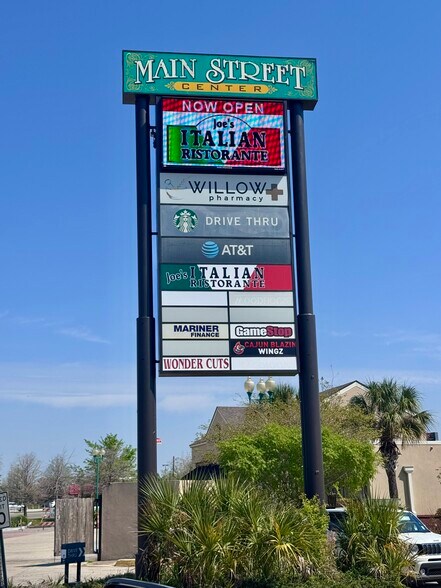 MAIN STREET
CENTER
NOW OPEN
Joe's
ITALIAN
RISTORANTE
WILLOW
pharmacy
DRIVE THRU
AT&T
Joe's ITALIAN
RISTORANTE
MARINER
FINANCE
GameStop
CAJUN BLAZIN
WINGZ
WONDER CUTS